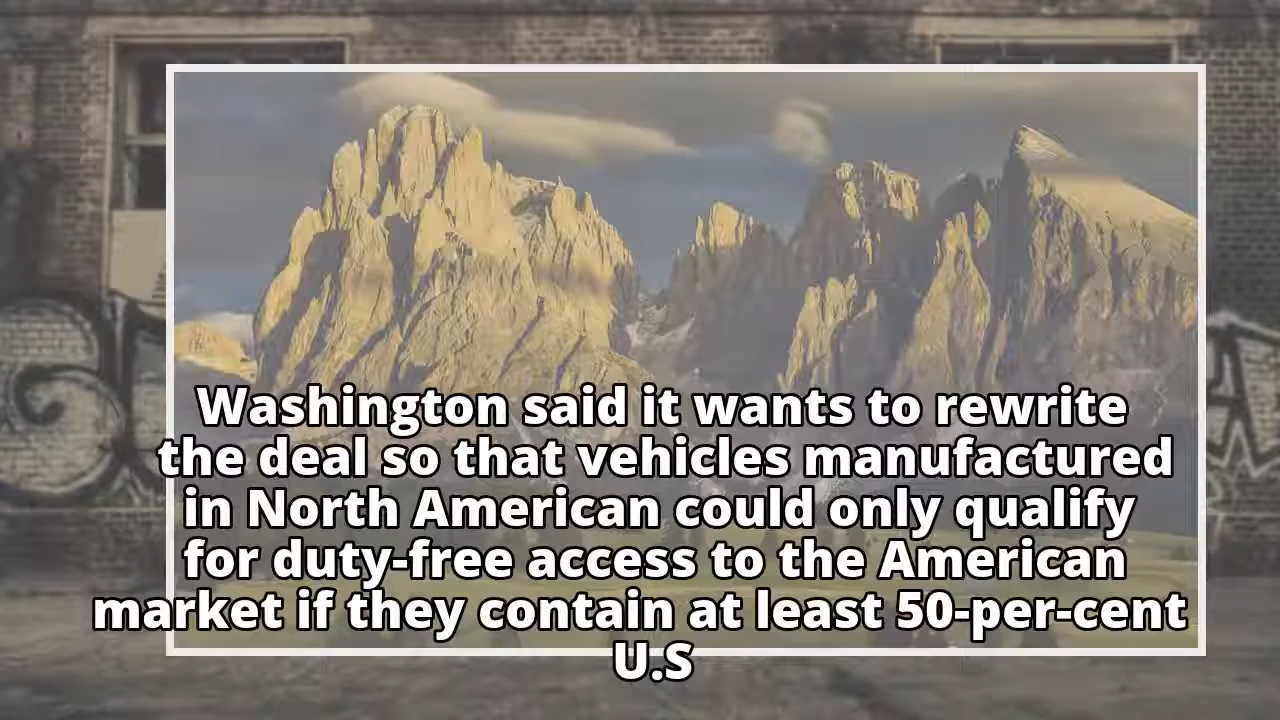 Washington said it wants to rewrite
the deal so that vehicles manufactured
in North American could only qualify
for duty-free access to the American
market if they contain at least 50-per-cent
U.S